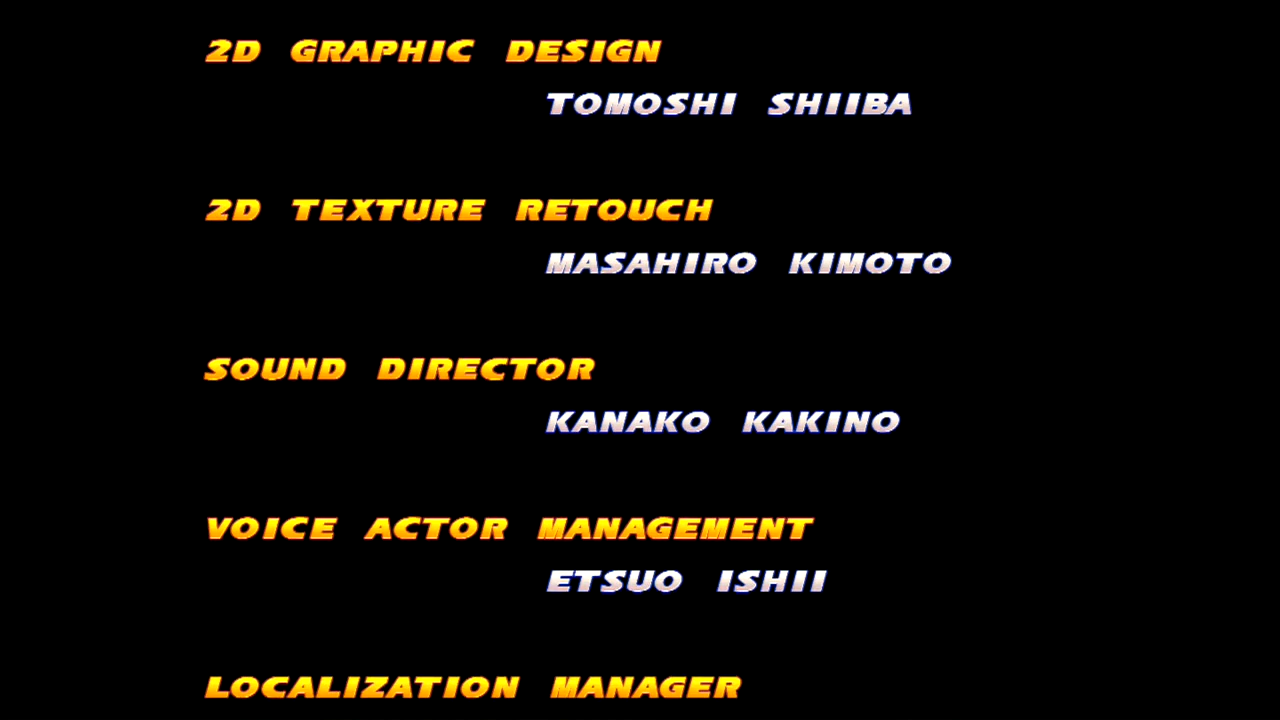 2D GRAPHIC DESIGN
TOMOSHI SHIIBA
2D TEXTURE RETOUCH
MASAHIRO KIMOTO
SOUND DIRECTOR
KANAKO KAKINO
VOICE ACTOR MANAGEMENT
ETSUO ISHII
LOCALIZATION MANAGER